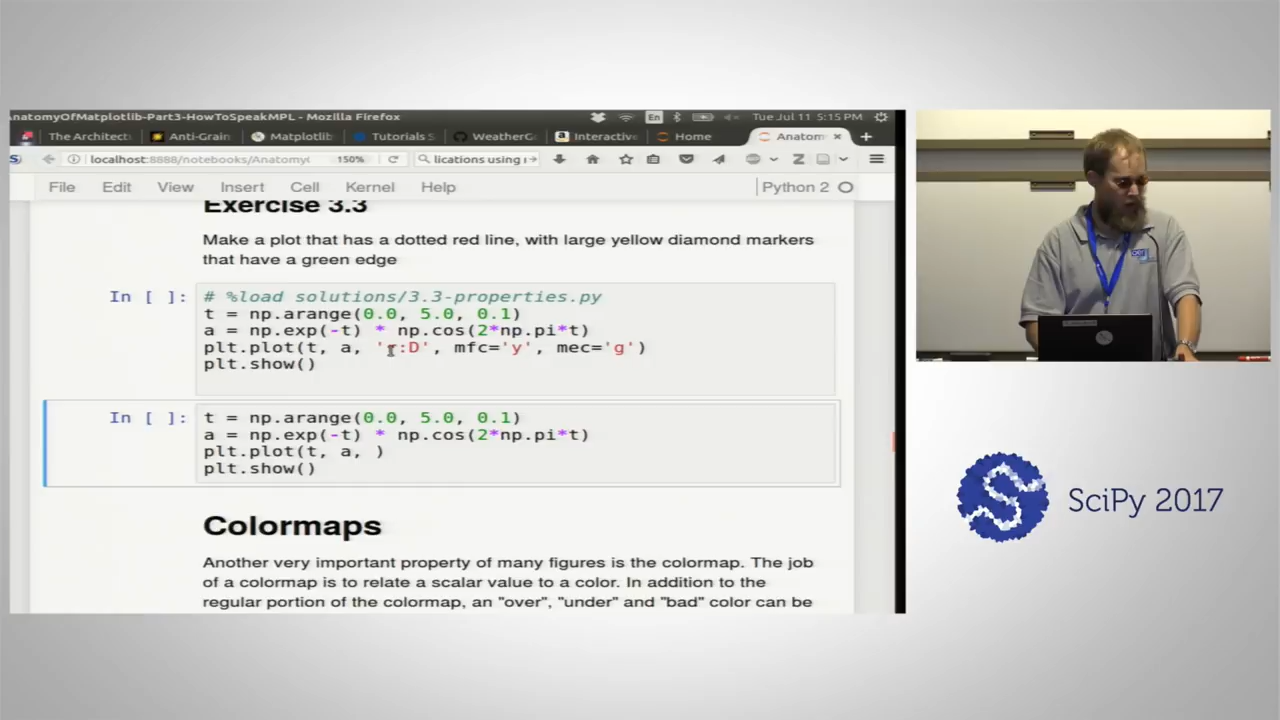 AnatomyOfMatplotlib-Part3-HowToSpeakMPL - Mozilla Firefox
En
Tue Jul 11 5:15 PM
The Architect
Anti-Grain
Matplotlib
Tutorials S
WeatherG
Interactive
Home
Anatom
localhost:8888/notebooks/Anatomy
150%
lications using
File Edit View Insert Cell Kernel Help
Python 2
Exercise 3.3
Make a plot that has a dotted red line, with large yellow diamond markers
that have a green edge
In [ ]:
# %load solutions/3.3-properties.py
t = np.arange(0.0, 5.0, 0.1)
a = np.exp(-t) * np.cos(2*np.pi*t)
plt.plot(t, a, 'r:D', mfc='y', mec='g')
plt.show()
In [ ]:
t = np.arange(0.0, 5.0, 0.1)
a = np.exp(-t) * np.cos(2*np.pi*t)
plt.plot(t, a, )
plt.show()
Colormaps
Another very important property of many figures is the colormap. The job
of a colormap is to relate a scalar value to a color. In addition to the
regular portion of the colormap, an "over", "under" and "bad" color can be
SciPy 2017